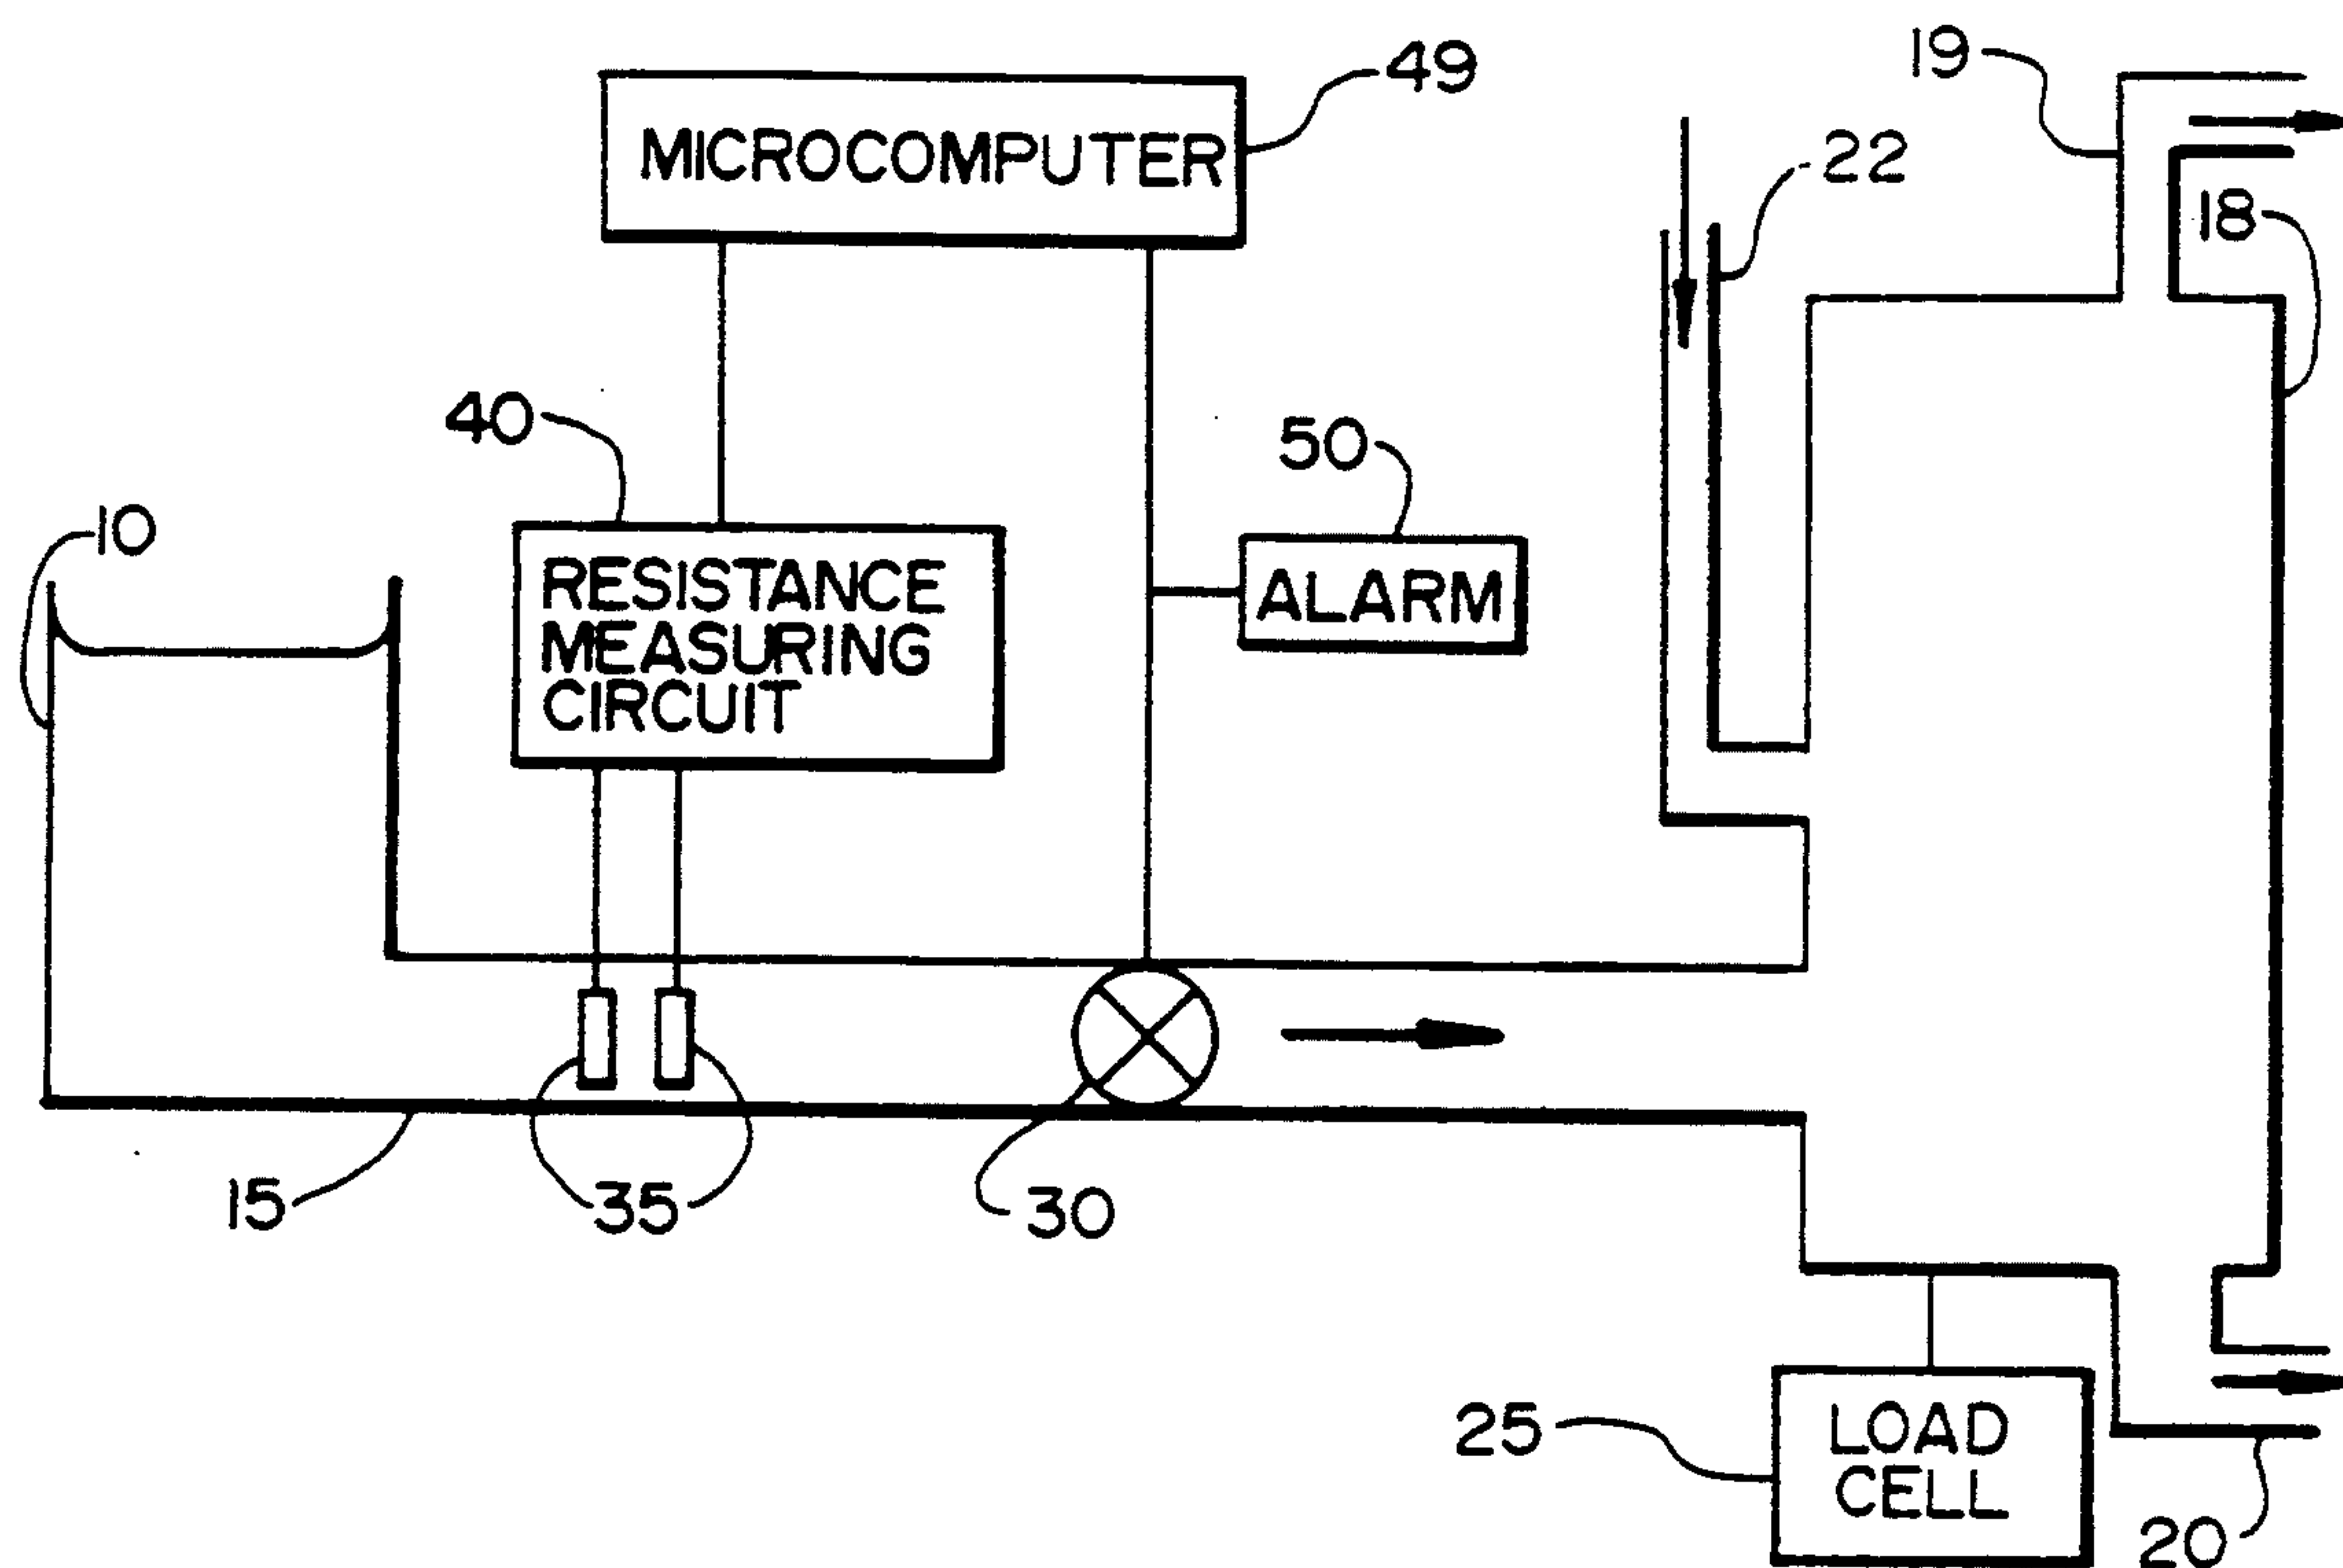 49
19
MICROCOMPUTER
22
18
40
50
10
RESISTANCE
MEASURING
CIRCUIT
ALARM
15
35
30
25
LOAD
CELL
20